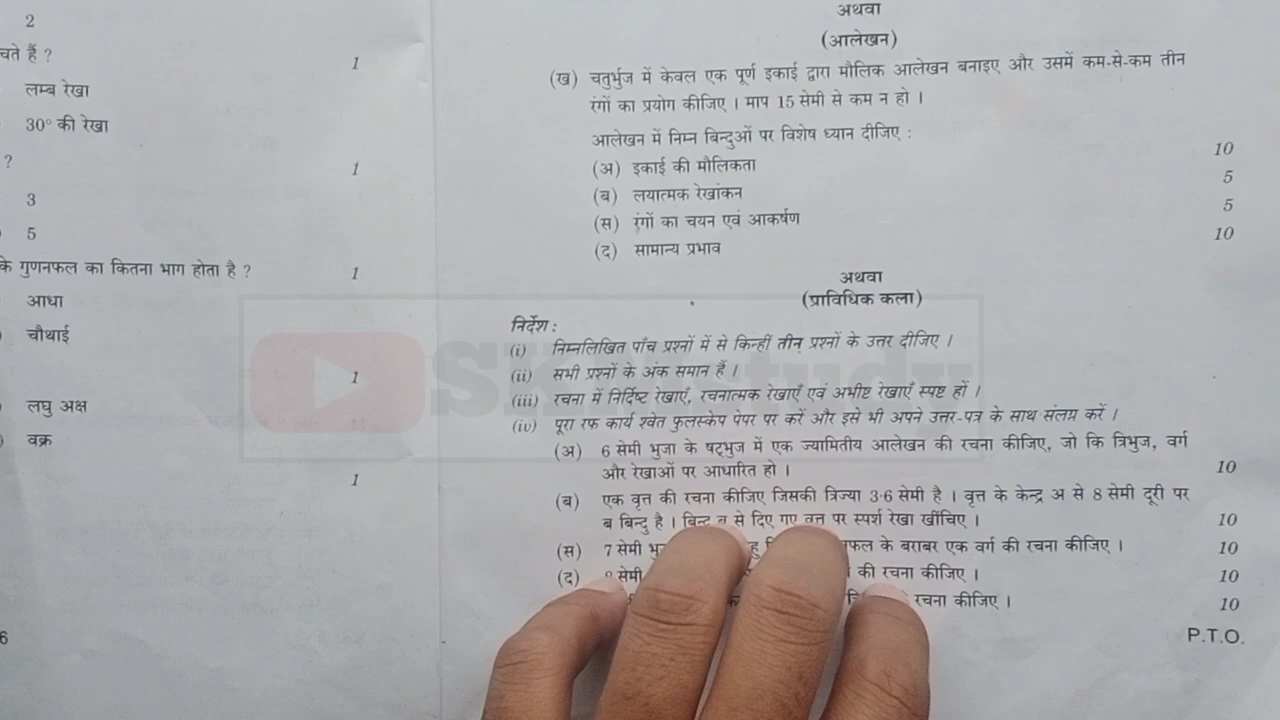 2
चते हैं ? 1
लम्ब रेखा
30° की रेखा
? 1
3
5
के गुणनफल का कितना भाग होता है ? 1
आधा
चौथाई
1
लघु अक्ष
वक्र
1
6
अथवा
(आलेखन)
(ख) चतुर्भुज में केवल एक पूर्ण इकाई द्वारा मौलिक आलेखन बनाइए और उसमें कम-से-कम तीन
रंगों का प्रयोग कीजिए । माप 15 सेमी से कम न हो ।
आलेखन में निम्न बिन्दुओं पर विशेष ध्यान दीजिए :
(अ) इकाई की मौलिकता 10
(ब) लयात्मक रेखांकन 5
(स) रंगों का चयन एवं आकर्षण 5
(द) सामान्य प्रभाव 10
अथवा
(प्राविधिक कला)
निर्देश :
(i) निम्नलिखित पाँच प्रश्नों में से किन्हीं तीन प्रश्नों के उत्तर दीजिए ।
(ii) सभी प्रश्नों के अंक समान हैं ।
(iii) रचना में निर्दिष्ट रेखाएँ, रचनात्मक रेखाएँ एवं अभीष्ट रेखाएँ स्पष्ट हों ।
(iv) पूरा रफ कार्य श्वेत फुलस्केप पेपर पर करें और इसे भी अपने उत्तर-पत्र के साथ संलग्न करें ।
(अ) 6 सेमी भुजा के षट्भुज में एक ज्यामितीय आलेखन की रचना कीजिए, जो कि त्रिभुज, वर्ग
और रेखाओं पर आधारित हो । 10
(ब) एक वृत्त की रचना कीजिए जिसकी त्रिज्या 3·6 सेमी है । वृत्त के केन्द्र अ से 8 सेमी दूरी पर
ब बिन्दु है । बिन्दु ब से दिए गए वृत्त पर स्पर्श रेखा खींचिए । 10
(स) 7 सेमी के बराबर एक वर्ग की रचना कीजिए । 10
(द) सेमी की रचना कीजिए । 10
रचना कीजिए । 10
P.T.O.
SK Mstudy